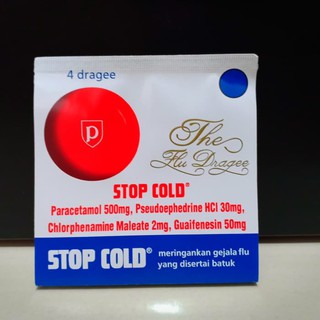 4 dragee
p
The
Flu Dragee
STOP COLD®
Paracetamol 500mg, Pseudoephedrine HCl 30mg,
Chlorphenamine Maleate 2mg, Guaifenesin 50mg
STOP COLD® meringankan gejala flu
yang disertai batuk